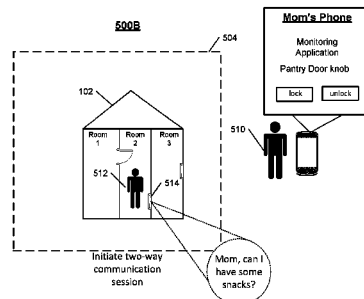 500B
504
Mom's Phone
Monitoring
Application
Pantry Door knob
lock
unlock
102
Room
1
Room
2
Room
3
512
514
510
Initiate two-way
communication
session
Mom, can I
have some
snacks?